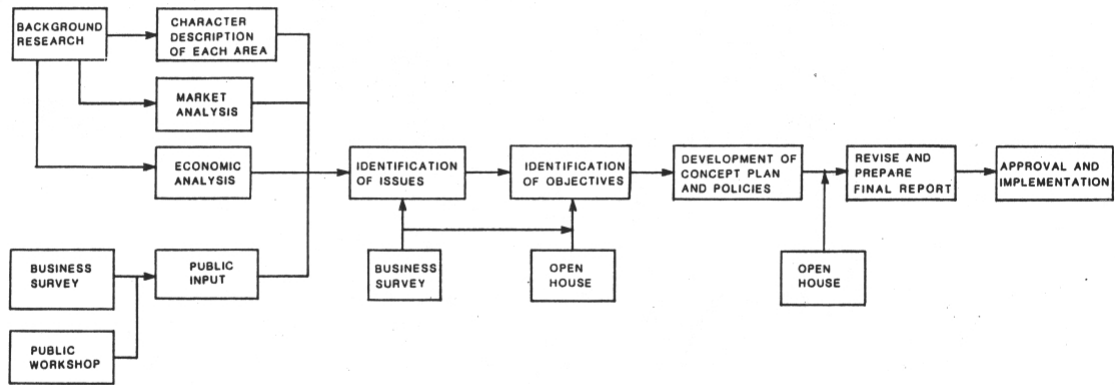 BACKGROUND
RESEARCH
CHARACTER
DESCRIPTION
OF EACH AREA
MARKET
ANALYSIS
ECONOMIC
ANALYSIS
IDENTIFICATION
OF ISSUES
IDENTIFICATION
OF OBJECTIVES
DEVELOPMENT OF
CONCEPT PLAN
AND POLICIES
REVISE AND
PREPARE
FINAL REPORT
APPROVAL AND
IMPLEMENTATION
BUSINESS
SURVEY
PUBLIC
INPUT
BUSINESS
SURVEY
OPEN
HOUSE
OPEN
HOUSE
PUBLIC
WORKSHOP